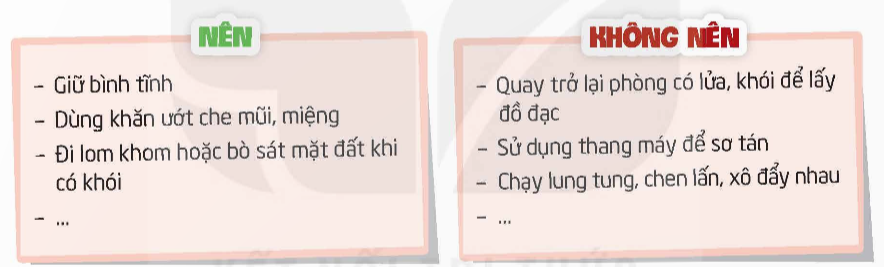 NÊN
– Giữ bình tĩnh
– Dùng khăn ướt che mũi, miệng
– Đi lom khom hoặc bò sát mặt đất khi
có khói
– ...
KHÔNG NÊN
– Quay trở lại phòng có lửa, khói để lấy
đồ đạc
– Sử dụng thang máy để sơ tán
– Chạy lung tung, chen lấn, xô đẩy nhau
– ...